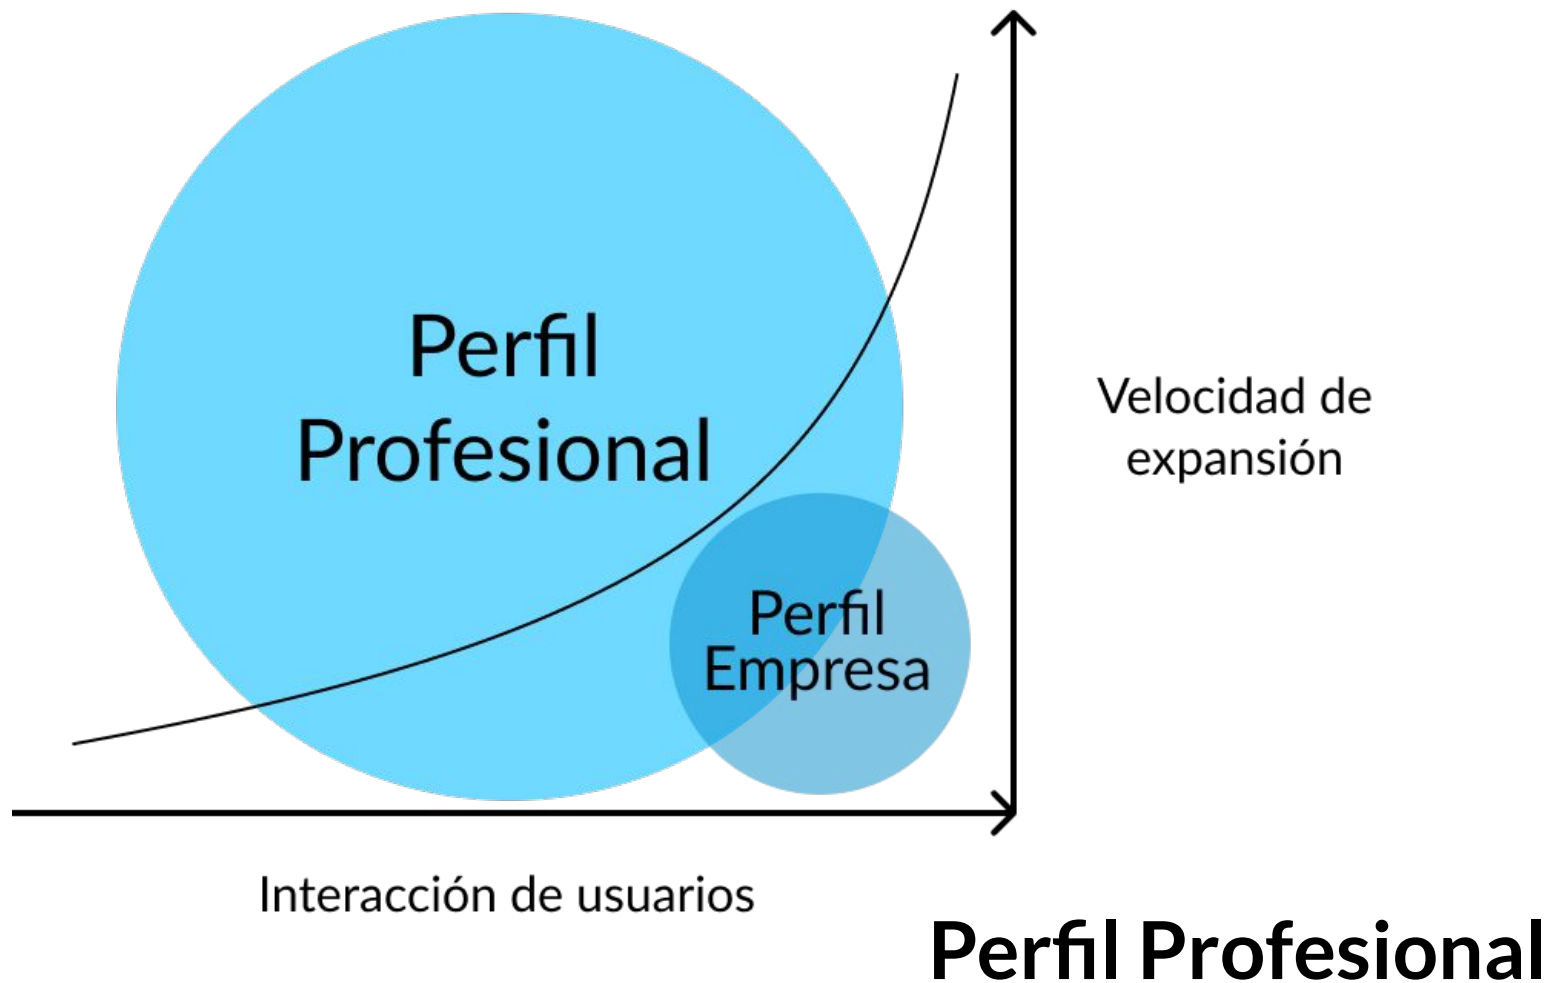 Perfil
Profesional
Velocidad de
expansión
Perfil
Empresa
Interacción de usuarios
Perfil Profesional